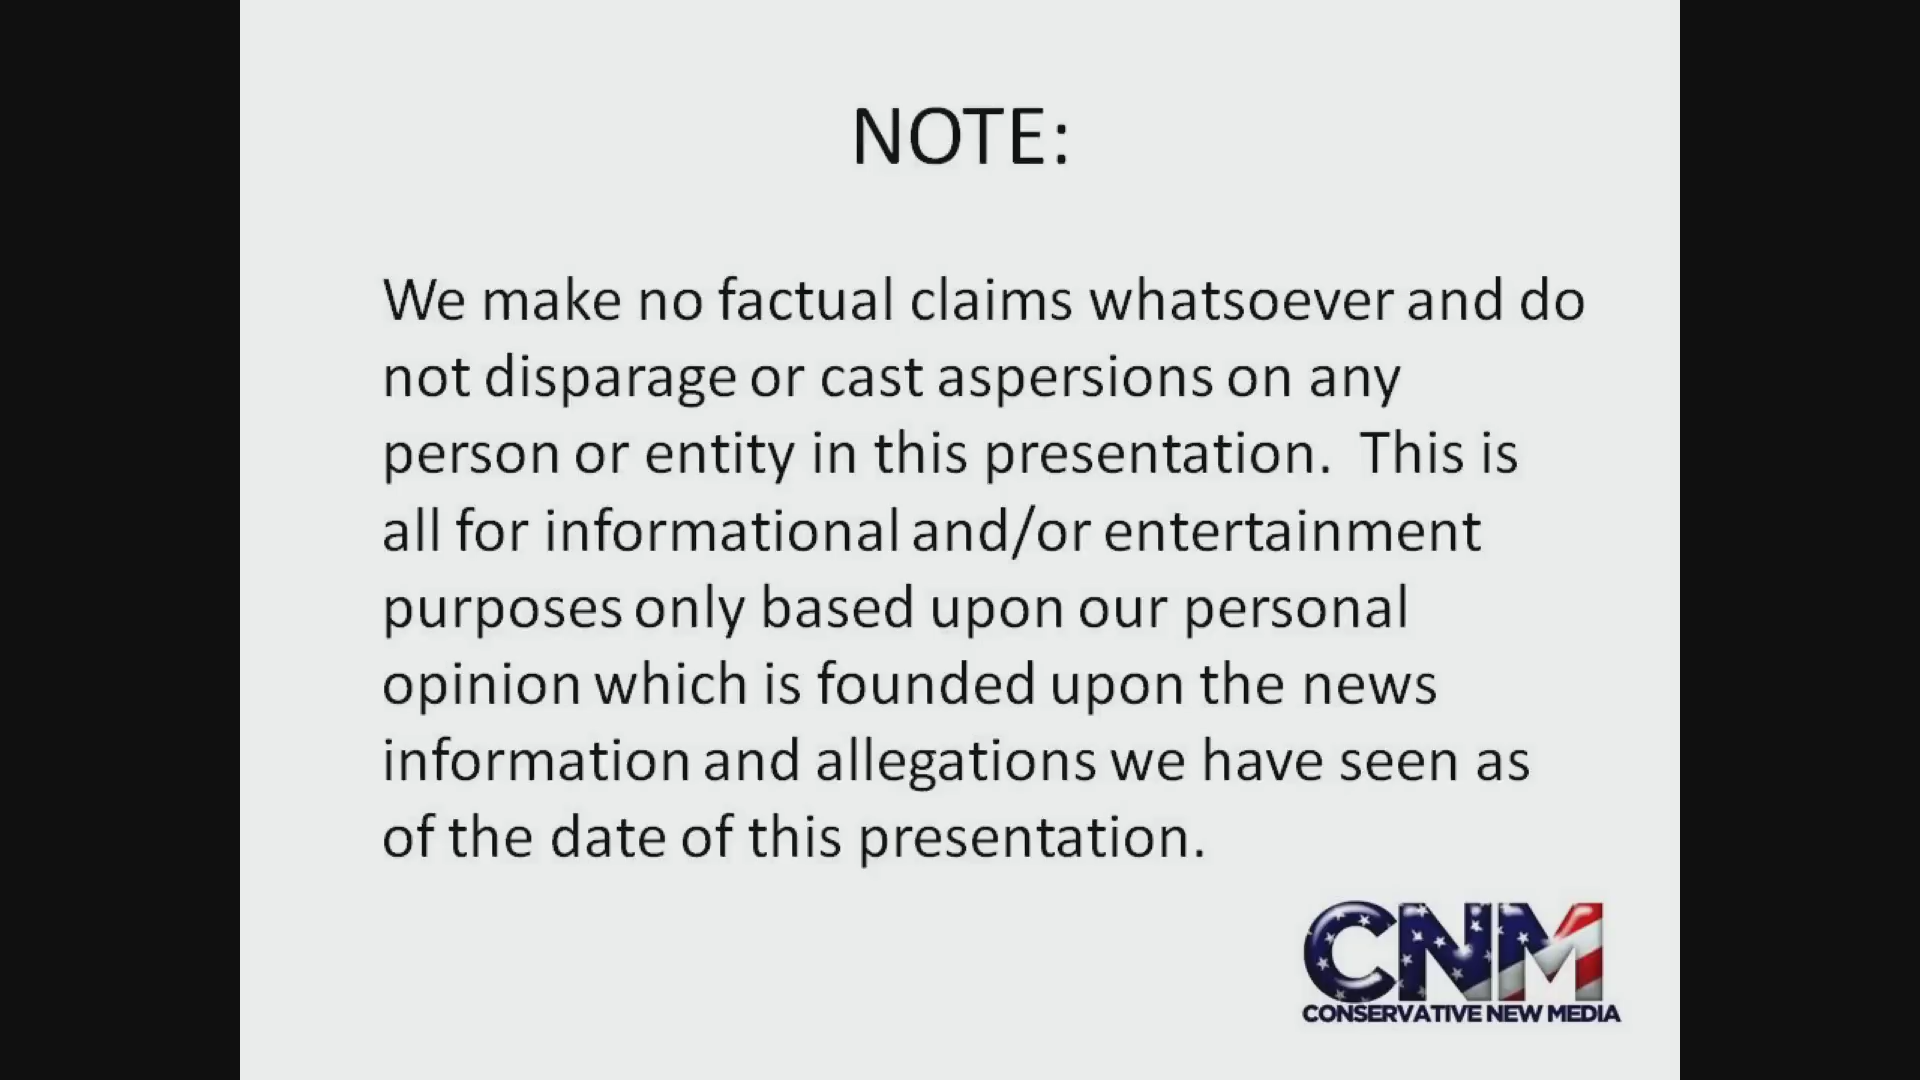 NOTE:
We make no factual claims whatsoever and do
not disparage or cast aspersions on any
person or entity in this presentation.  This is
all for informational and/or entertainment
purposes only based upon our personal
opinion which is founded upon the news
information and allegations we have seen as
of the date of this presentation.
CNM
CONSERVATIVE NEW MEDIA